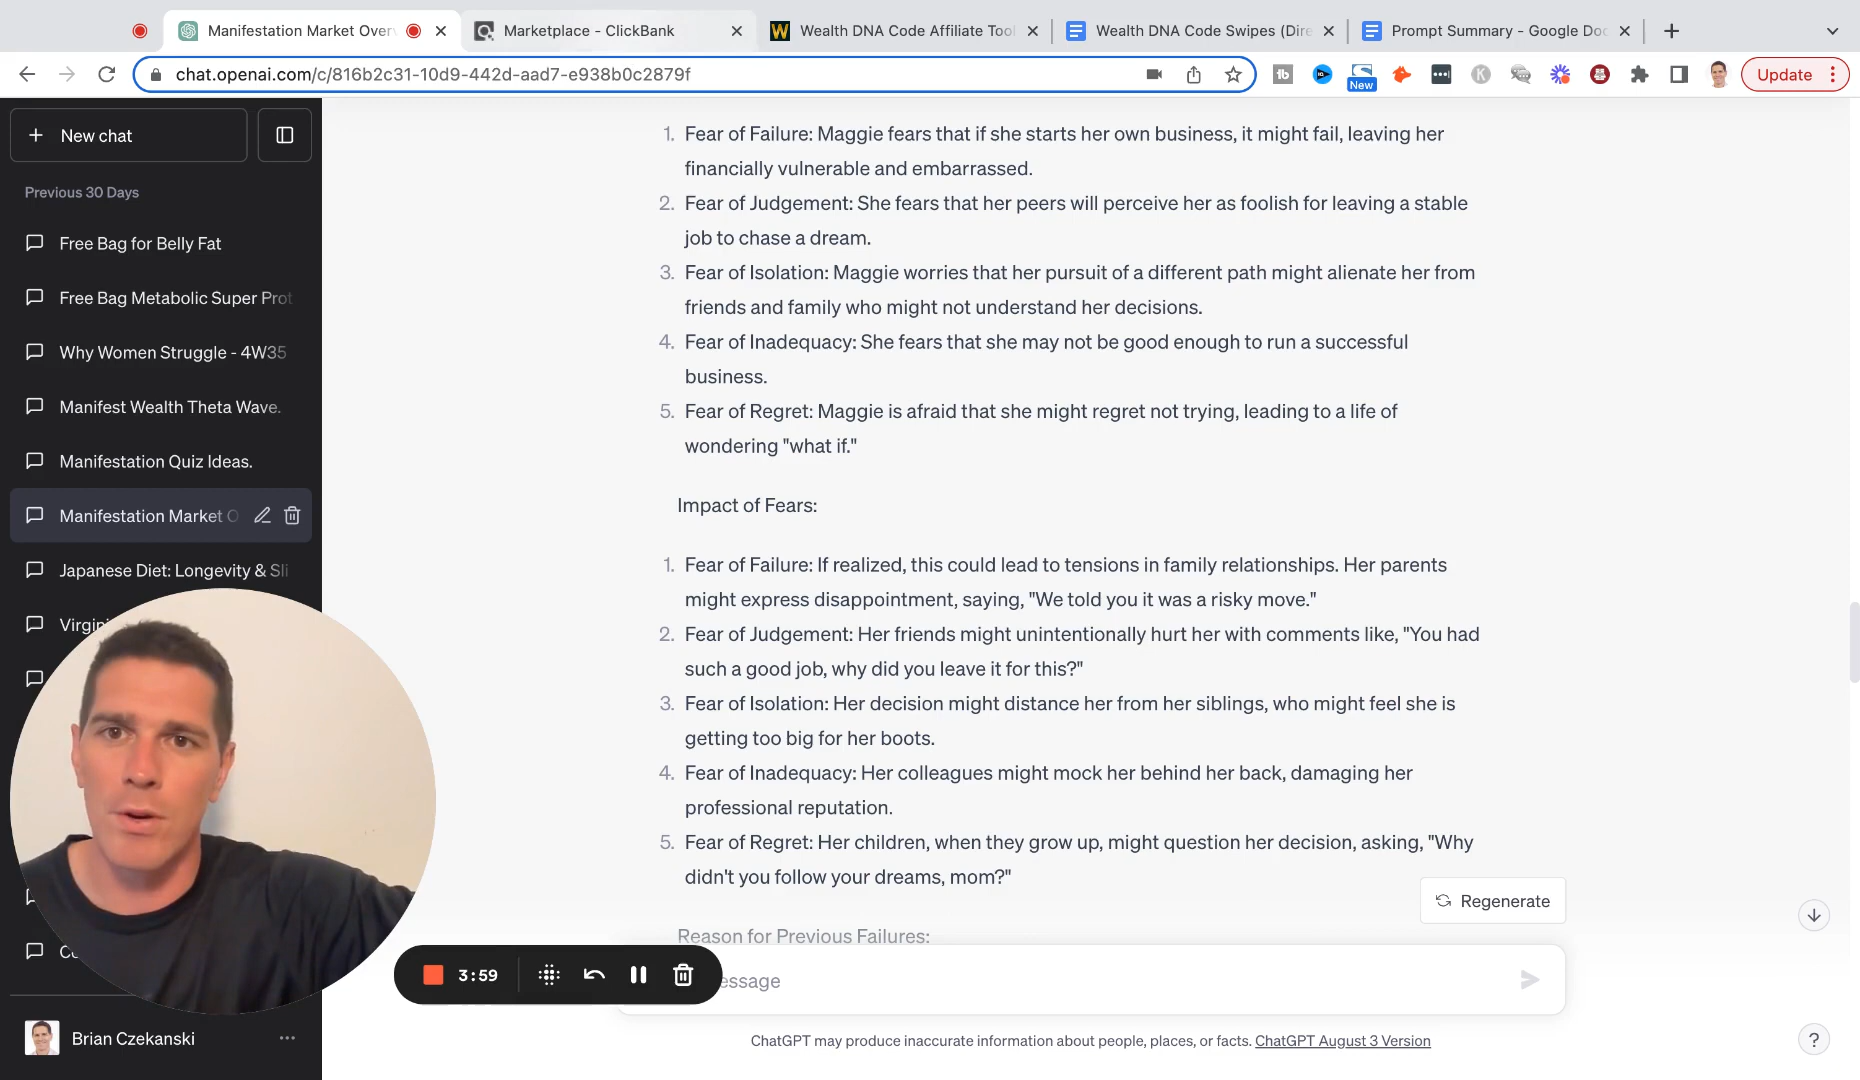 Manifestation Market Over
Marketplace - ClickBank
Wealth DNA Code Affiliate Tool
Wealth DNA Code Swipes (Dire
Prompt Summary - Google Doc
chat.openai.com/c/816b2c31-10d9-442d-aad7-e938b0c2879f
New
Update
New chat
Previous 30 Days
Free Bag for Belly Fat
Free Bag Metabolic Super Prot
Why Women Struggle - 4W35
Manifest Wealth Theta Wave.
Manifestation Quiz Ideas.
Manifestation Market O
Japanese Diet: Longevity & Sli
Brian Czekanski
1. Fear of Failure: Maggie fears that if she starts her own business, it might fail, leaving her
financially vulnerable and embarrassed.
2. Fear of Judgement: She fears that her peers will perceive her as foolish for leaving a stable
job to chase a dream.
3. Fear of Isolation: Maggie worries that her pursuit of a different path might alienate her from
friends and family who might not understand her decisions.
4. Fear of Inadequacy: She fears that she may not be good enough to run a successful
business.
5. Fear of Regret: Maggie is afraid that she might regret not trying, leading to a life of
wondering "what if."
Impact of Fears:
1. Fear of Failure: If realized, this could lead to tensions in family relationships. Her parents
might express disappointment, saying, "We told you it was a risky move."
2. Fear of Judgement: Her friends might unintentionally hurt her with comments like, "You had
such a good job, why did you leave it for this?"
3. Fear of Isolation: Her decision might distance her from her siblings, who might feel she is
getting too big for her boots.
4. Fear of Inadequacy: Her colleagues might mock her behind her back, damaging her
professional reputation.
5. Fear of Regret: Her children, when they grow up, might question her decision, asking, "Why
didn't you follow your dreams, mom?"
Regenerate
Reason for Previous Failures:
3:59
essage
ChatGPT may produce inaccurate information about people, places, or facts. ChatGPT August 3 Version
?